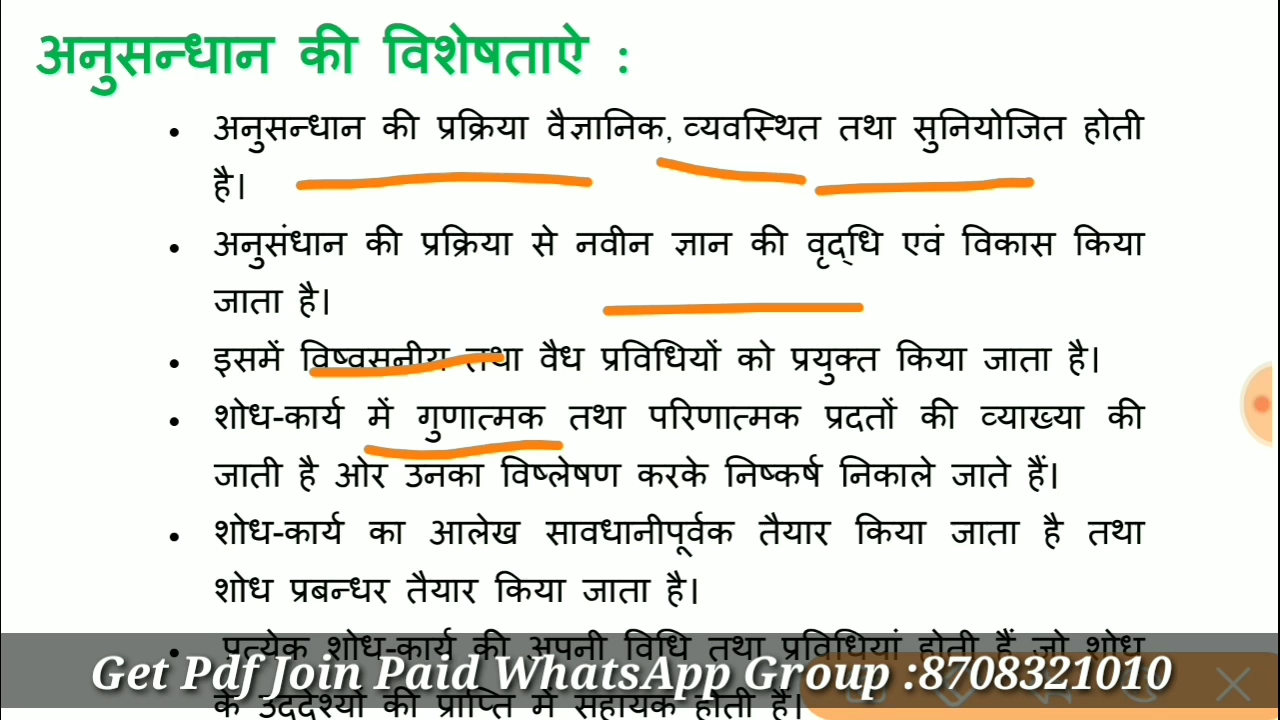 अनुसन्धान की विशेषताऐ :
• अनुसन्धान की प्रक्रिया वैज्ञानिक, व्यवस्थित तथा सुनियोजित होती
है।
• अनुसंधान की प्रक्रिया से नवीन ज्ञान की वृद्धि एवं विकास किया
जाता है।
• इसमें विष्वसनीय तथा वैध प्रविधियों को प्रयुक्त किया जाता है।
• शोध-कार्य में गुणात्मक तथा परिणात्मक प्रदतों की व्याख्या की
जाती है ओर उनका विष्लेषण करके निष्कर्ष निकाले जाते हैं।
• शोध-कार्य का आलेख सावधानीपूर्वक तैयार किया जाता है तथा
शोध प्रबन्धर तैयार किया जाता है।
• प्रत्येक शोध-कार्य की अपनी विधि तथा प्रविधियां होती हैं जो शोध
Get Pdf Join Paid WhatsApp Group :8708321010
के उद्देश्यों की प्राप्ति में सहायक होती हैं।